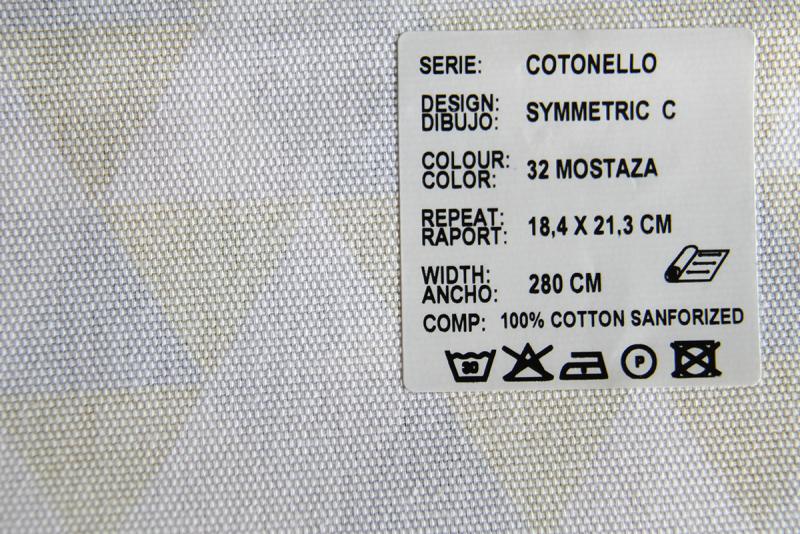 SERIE: COTONELLO
DESIGN:
DIBUJO: SYMMETRIC C
COLOUR:
COLOR: 32 MOSTAZA
REPEAT:
RAPORT: 18,4 X 21,3 CM
WIDTH:
ANCHO: 280 CM
COMP: 100% COTTON SANFORIZED
30 P